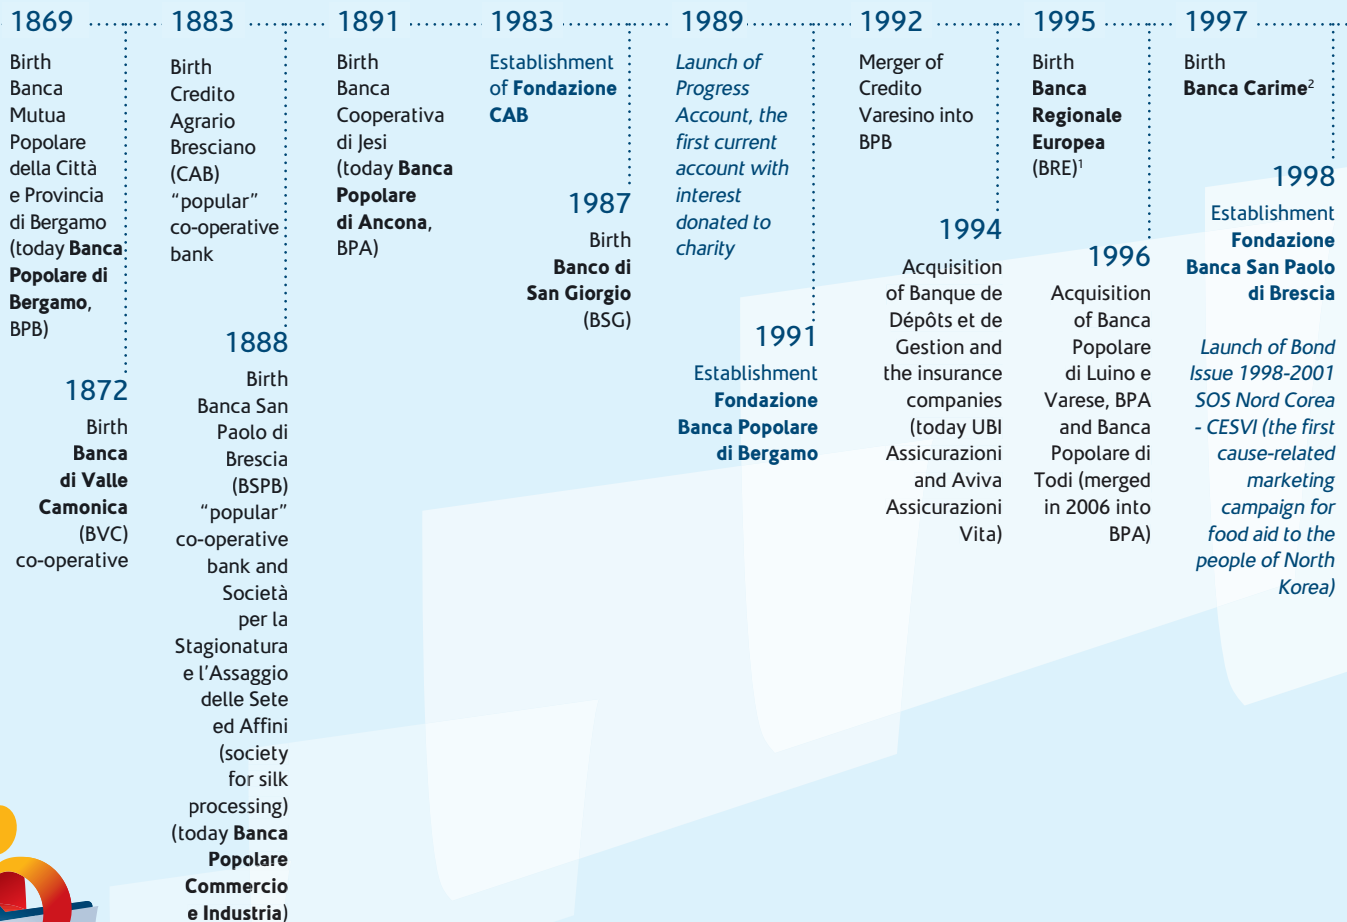 1869
Birth
Banca
Mutua
Popolare
della Città
e Provincia
di Bergamo
(today Banca
Popolare di
Bergamo,
BPB)
1872
Birth
Banca
di Valle
Camonica
(BVC)
co-operative
1883
Birth
Credito
Agrario
Bresciano
(CAB)
“popular”
co-operative
bank
1888
Birth
Banca San
Paolo di
Brescia
(BSPB)
“popular”
co-operative
bank and
Società
per la
Stagionatura
e l’Assaggio
delle Sete
ed Affini
(society
for silk
processing)
(today Banca
Popolare
Commercio
e Industria)
1891
Birth
Banca
Cooperativa
di Jesi
(today Banca
Popolare
di Ancona,
BPA)
1983
Establishment
of Fondazione
CAB
1987
Birth
Banco di
San Giorgio
(BSG)
1989
Launch of
Progress
Account, the
first current
account with
interest
donated to
charity
1991
Establishment
Fondazione
Banca Popolare
di Bergamo
1992
Merger of
Credito
Varesino into
BPB
1994
Acquisition
of Banque de
Dépôts et de
Gestion and
the insurance
companies
(today UBI
Assicurazioni
and Aviva
Assicurazioni
Vita)
1995
Birth
Banca
Regionale
Europea
(BRE)¹
1996
Acquisition
of Banca
Popolare
di Luino e
Varese, BPA
and Banca
Popolare di
Todi (merged
in 2006 into
BPA)
1997
Birth
Banca Carime²
1998
Establishment
Fondazione
Banca San Paolo
di Brescia
Launch of Bond
Issue 1998-2001
SOS Nord Corea
- CESVI (the first
cause-related
marketing
campaign for
food aid to the
people of North
Korea)